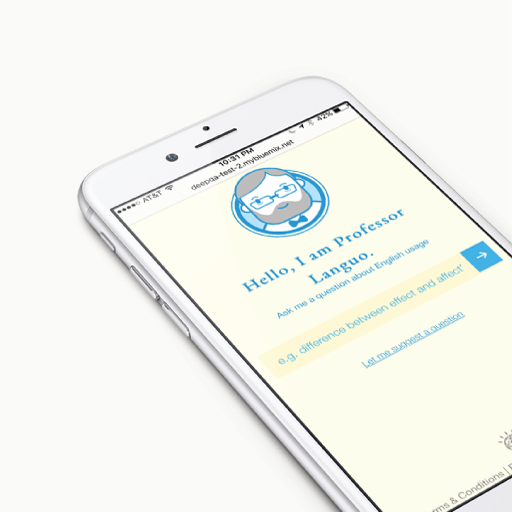 AT&T 10:31 PM 42%
deepqa-test-2.mybluemix.net
Hello, I am Professor
Languo.
Ask me a question about English usage
e.g. difference between effect and affect'
Let me suggest a question
& Conditions |